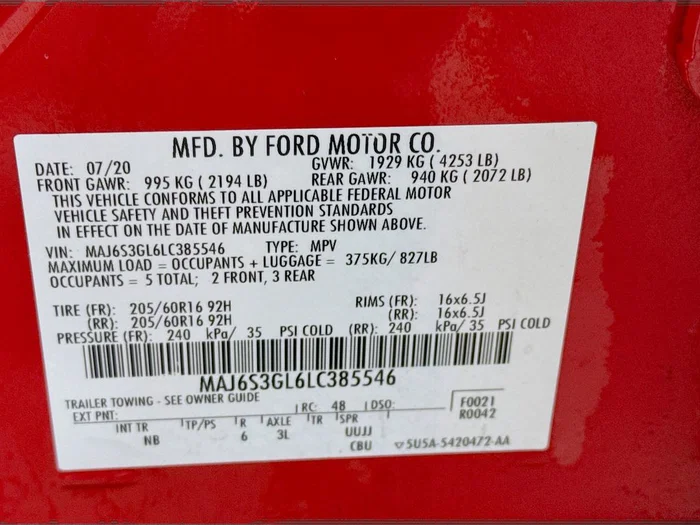 MFD. BY FORD MOTOR CO.
DATE: 07/20 GVWR: 1929 KG ( 4253 LB)
FRONT GAWR: 995 KG ( 2194 LB) REAR GAWR: 940 KG ( 2072 LB)
THIS VEHICLE CONFORMS TO ALL APPLICABLE FEDERAL MOTOR
VEHICLE SAFETY AND THEFT PREVENTION STANDARDS
IN EFFECT ON THE DATE OF MANUFACTURE SHOWN ABOVE.
VIN: MAJ6S3GL6LC385546 TYPE: MPV
MAXIMUM LOAD = OCCUPANTS + LUGGAGE = 375KG/ 827LB
OCCUPANTS = 5 TOTAL; 2 FRONT, 3 REAR
TIRE (FR): 205/60R16 92H RIMS (FR): 16x6.5J
(RR): 205/60R16 92H (RR): 16x6.5J
PRESSURE (FR): 240 kPa/ 35 PSI COLD (RR): 240 kPa/ 35 PSI COLD
MAJ6S3GL6LC385546
TRAILER TOWING - SEE OWNER GUIDE
EXT PNT: RC: 48 DSO: F0021
R0042
INT TR TP/PS R AXLE TR SPR
NB 6 3L UUJJ
CBU 5U5A-5420472-AA